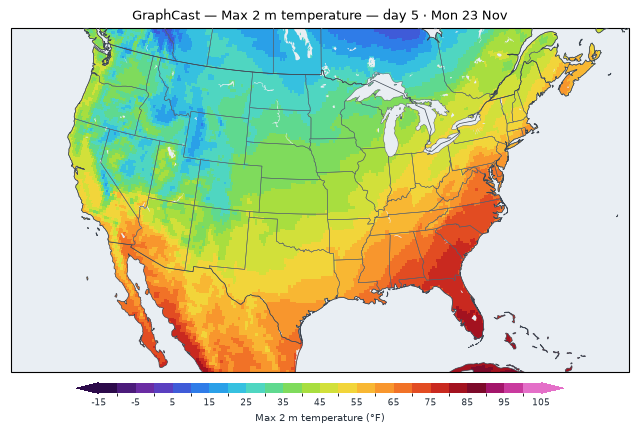 GraphCast — Max 2 m temperature — day 5 · Mon 23 Nov
-15 -5 5 15 25 35 45 55 65 75 85 95 105
Max 2 m temperature (°F)